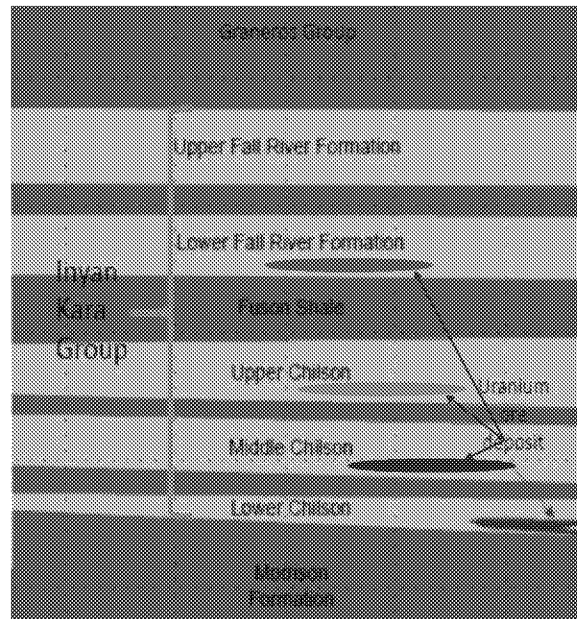 Graneros Group
Upper Fall River Formation
Lower Fall River Formation
Inyan
Kara
Group
Fuson Shale
Upper Chilson
Uranium
ore
deposit
Middle Chilson
Lower Chilson
Morrison
Formation